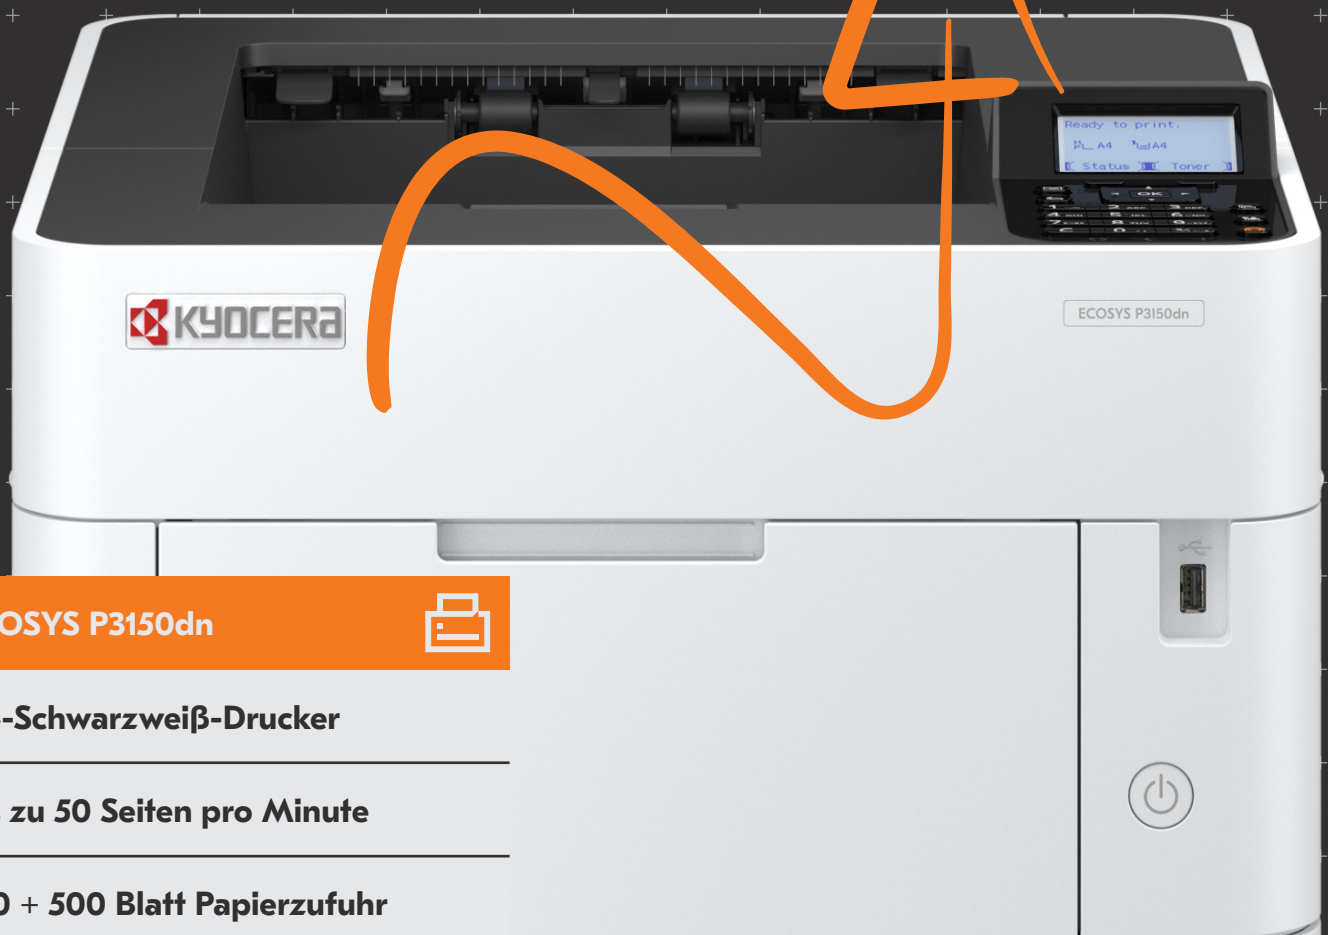 Ready to print.
A4 A4
Status Toner
OK
KYOCERA
ECOSYS P3150dn
OSYS P3150dn
-Schwarzweiß-Drucker
zu 50 Seiten pro Minute
0 + 500 Blatt Papierzufuhr